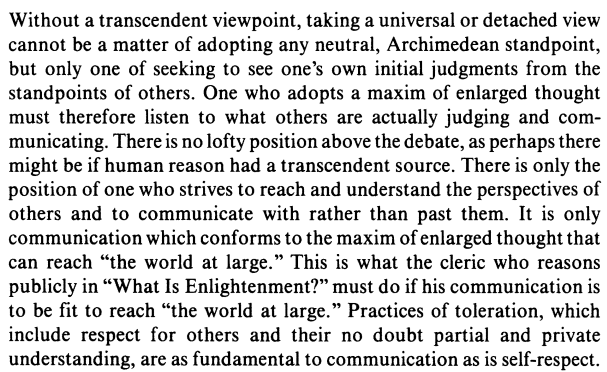 Without a transcendent viewpoint, taking a universal or detached view
cannot be a matter of adopting any neutral, Archimedean standpoint,
but only one of seeking to see one's own initial judgments from the
standpoints of others. One who adopts a maxim of enlarged thought
must therefore listen to what others are actually judging and com-
municating. There is no lofty position above the debate, as perhaps there
might be if human reason had a transcendent source. There is only the
position of one who strives to reach and understand the perspectives of
others and to communicate with rather than past them. It is only
communication which conforms to the maxim of enlarged thought that
can reach “the world at large.” This is what the cleric who reasons
publicly in “What Is Enlightenment?” must do if his communication is
to be fit to reach “the world at large.” Practices of toleration, which
include respect for others and their no doubt partial and private
understanding, are as fundamental to communication as is self-respect.